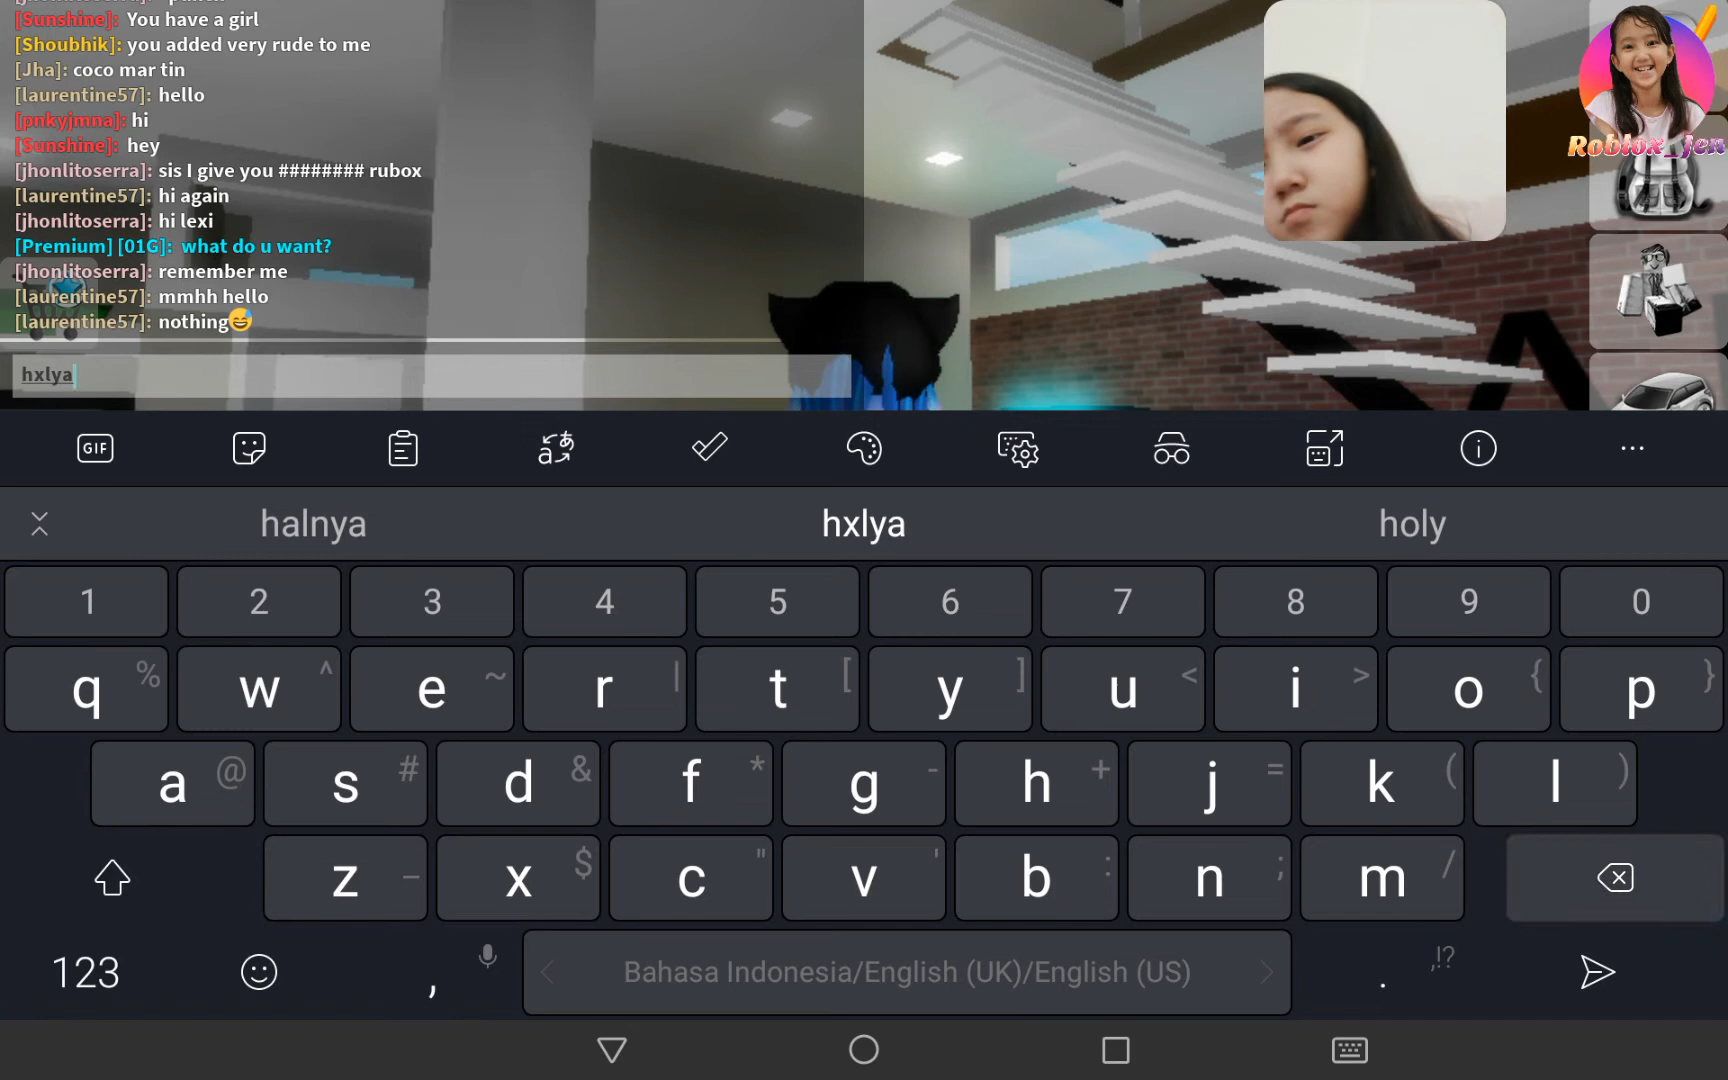 [Sunshine]: You have a girl
[Shoubhik]: you added very rude to me
[Jha]: coco mar tin
[laurentine57]: hello
[pnkyjmna]: hi
[Sunshine]: hey
[jhonlitoserra]: sis I give you ######## rubox
[laurentine57]: hi again
[jhonlitoserra]: hi lexi
[Premium] [01G]: what do u want?
[jhonlitoserra]: remember me
[laurentine57]: mmhh hello
[laurentine57]: nothing😅
Roblox_jen
hxlya
GIF
halnya hxlya holy
1 2 3 4 5 6 7 8 9 0
q % w ^ e ~ r | t [ y ] u < i > o { p }
a @ s # d & f * g - h + j = k ( l )
z _ x $ c " v ' b : n ; m /
123 , Bahasa Indonesia/English (UK)/English (US) . ,!?